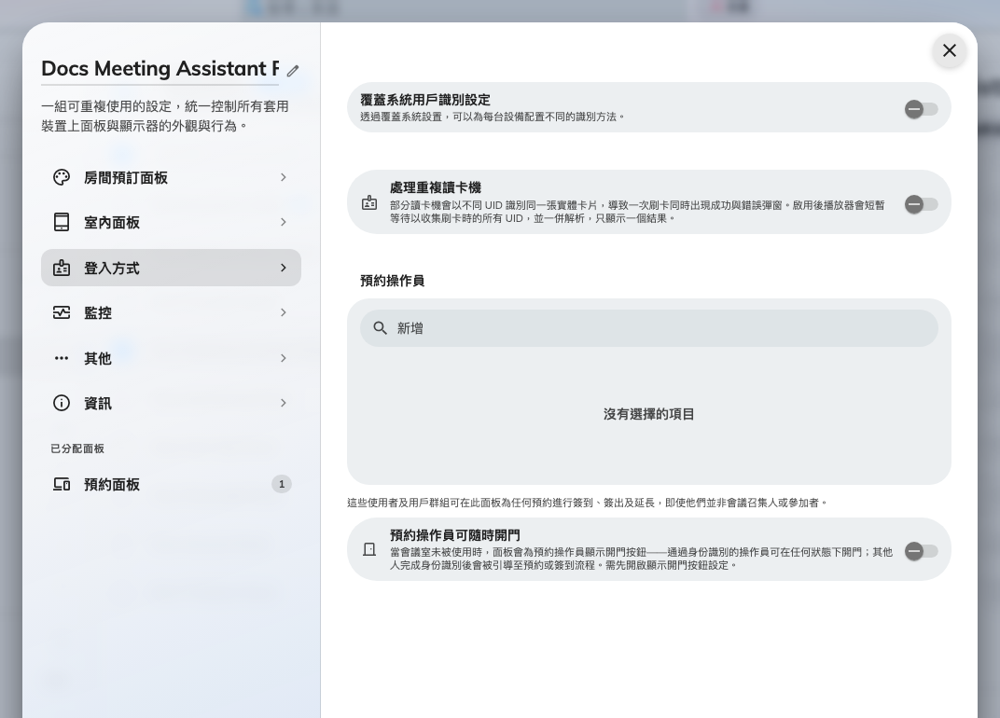 Docs Meeting Assistant
一組可重複使用的設定，統一控制所有套用
裝置上面板與顯示器的外觀與行為。
房間預訂面板
室內面板
登入方式
監控
其他
資訊
已分配面板
預約面板
1
覆蓋系統用戶識別設定
透過覆蓋系統設置，可以為每台設備配置不同的識別方法。
處理重複讀卡機
部分讀卡機會以不同 UID 識別同一張實體卡片，導致一次刷卡同時出現成功與錯誤彈窗。啟用後播放器會短暫
等待以收集刷卡時的所有 UID，並一併解析，只顯示一個結果。
預約操作員
新增
沒有選擇的項目
這些使用者及用戶群組可在此面板為任何預約進行簽到、簽出及延長，即使他們並非會議召集人或參加者。
預約操作員可隨時開門
當會議室未被使用時，面板會為預約操作員顯示開門按鈕——通過身份識別的操作員可在任何狀態下開門；其他
人完成身份識別後會被引導至預約或簽到流程。需先開啟顯示開門按鈕設定。